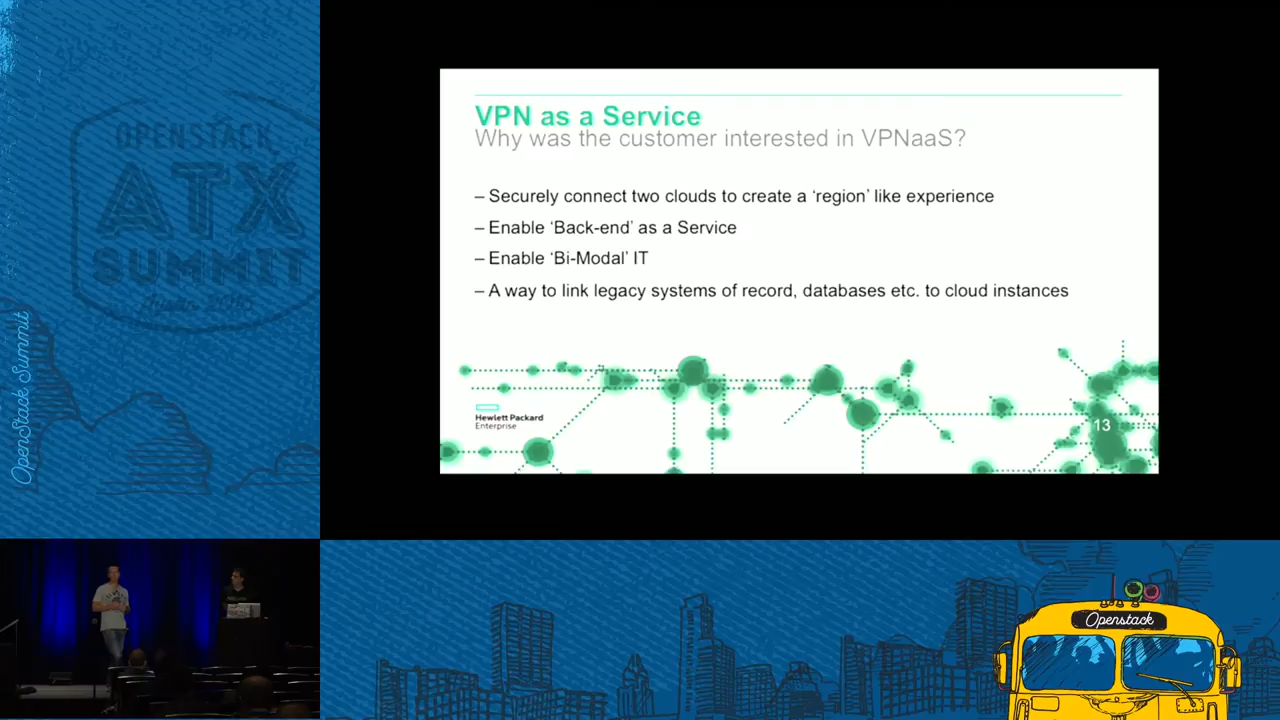 OPENSTACK
ATX
SUMMIT
OpenStack Summit
VPN as a Service
Why was the customer interested in VPNaaS?
– Securely connect two clouds to create a ‘region’ like experience
– Enable ‘Back-end’ as a Service
– Enable ‘Bi-Modal’ IT
– A way to link legacy systems of record, databases etc. to cloud instances
Hewlett Packard
Enterprise
13
Openstack